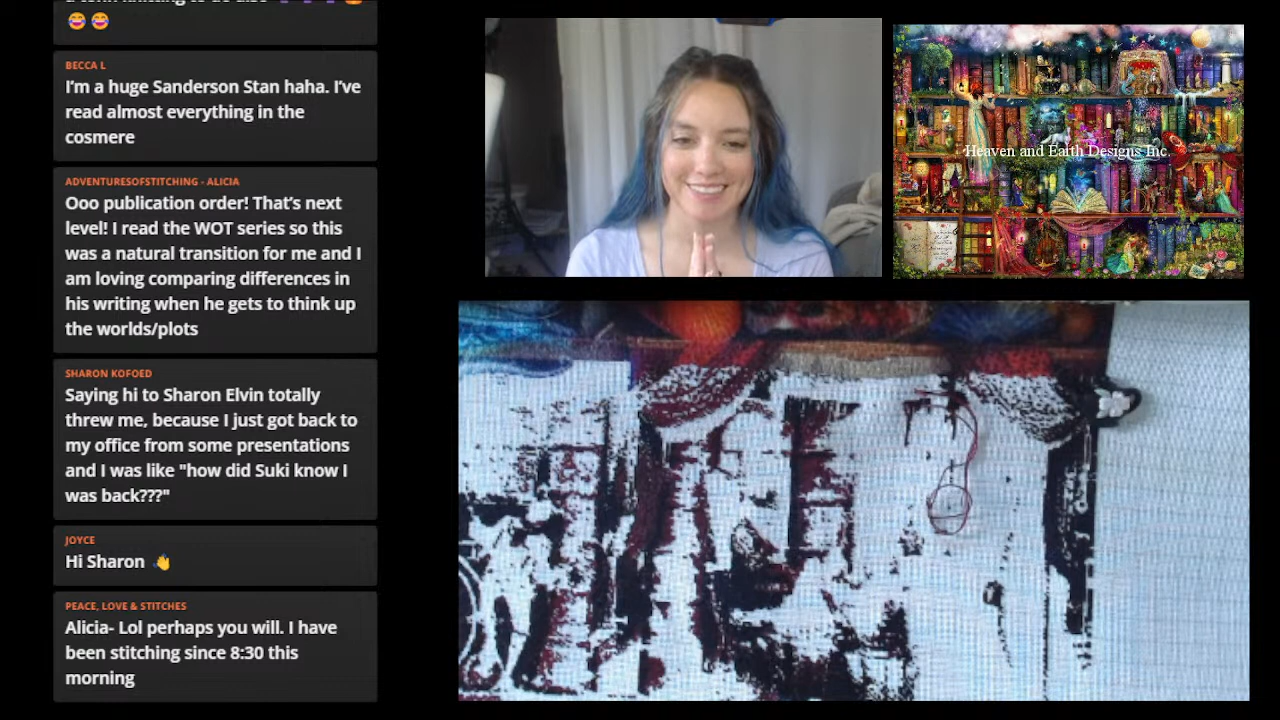 😂😂
BECCA L
I'm a huge Sanderson Stan haha. I've
read almost everything in the
cosmere
ADVENTURESOFSTITCHING - ALICIA
Ooo publication order! That's next
level! I read the WOT series so this
was a natural transition for me and I
am loving comparing differences in
his writing when he gets to think up
the worlds/plots
SHARON KOFOED
Saying hi to Sharon Elvin totally
threw me, because I just got back to
my office from some presentations
and I was like "how did Suki know I
was back???"
JOYCE
Hi Sharon 👋
PEACE, LOVE & STITCHES
Alicia- Lol perhaps you will. I have
been stitching since 8:30 this
morning
Heaven and Earth Designs Inc